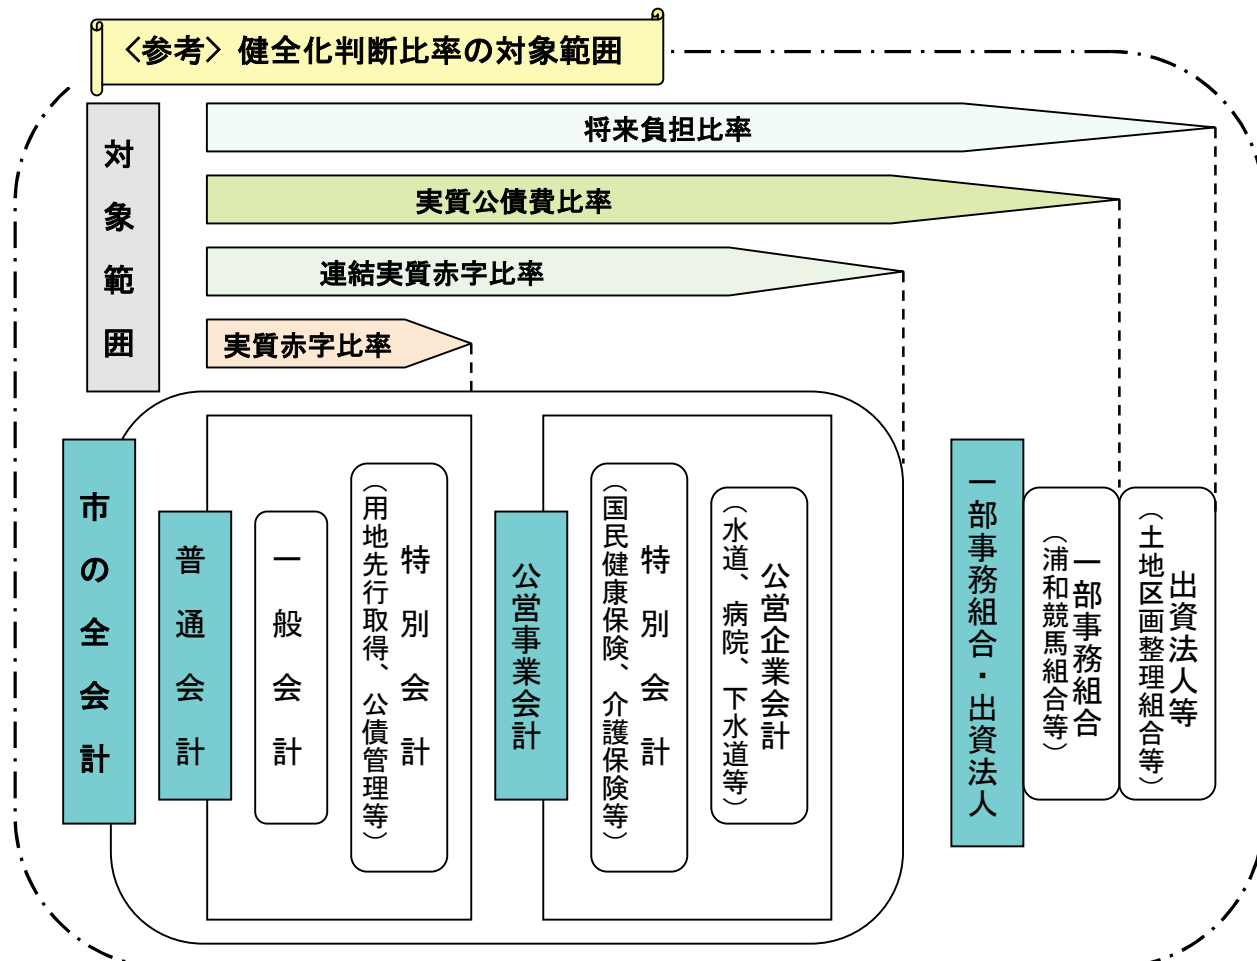 〈参考〉健全化判断比率の対象範囲
対象範囲
将来負担比率
実質公債費比率
連結実質赤字比率
実質赤字比率
市の全会計
普通会計
一般会計
特別会計
（用地先行取得、公債管理等）
公営事業会計
特別会計
（国民健康保険、介護保険等）
公営企業会計
（水道、病院、下水道等）
一部事務組合・出資法人
一部事務組合
（浦和競馬組合等）
出資法人等
（土地区画整理組合等）